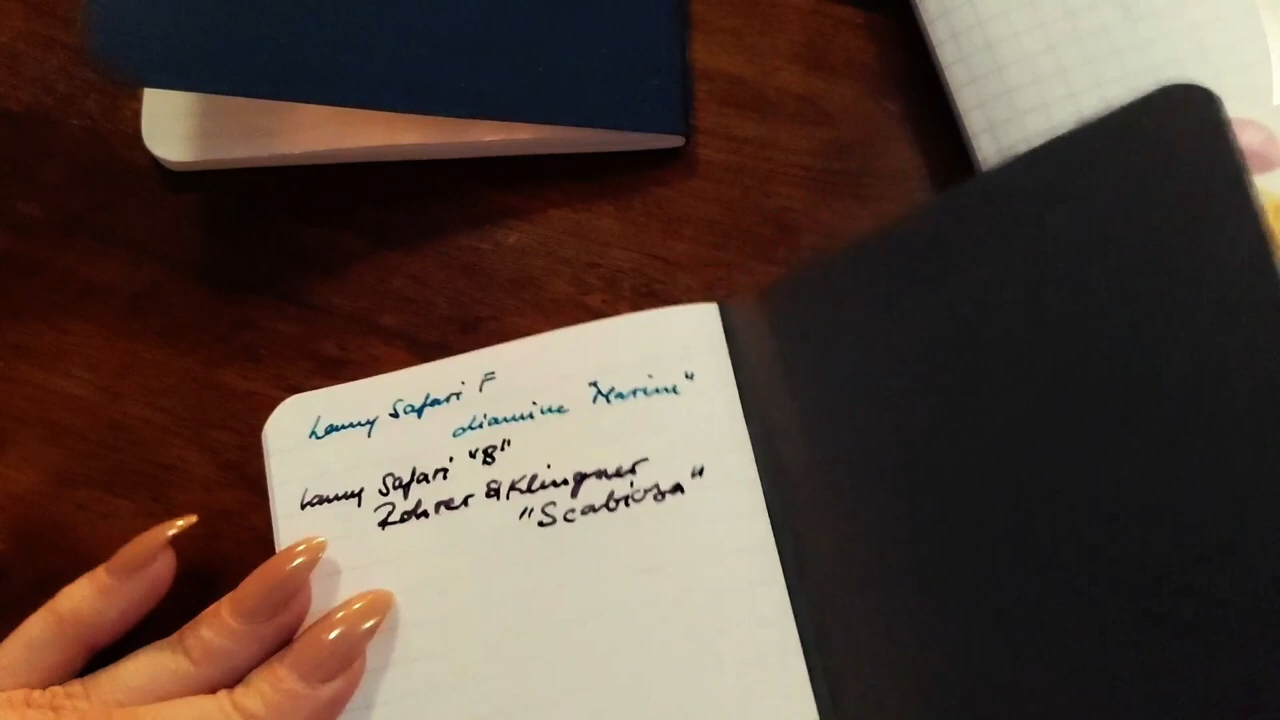 Lamy Safari F
diamine "Marine"
Lamy Safari "B"
Rohrer & Klingner
"Scabiosa"